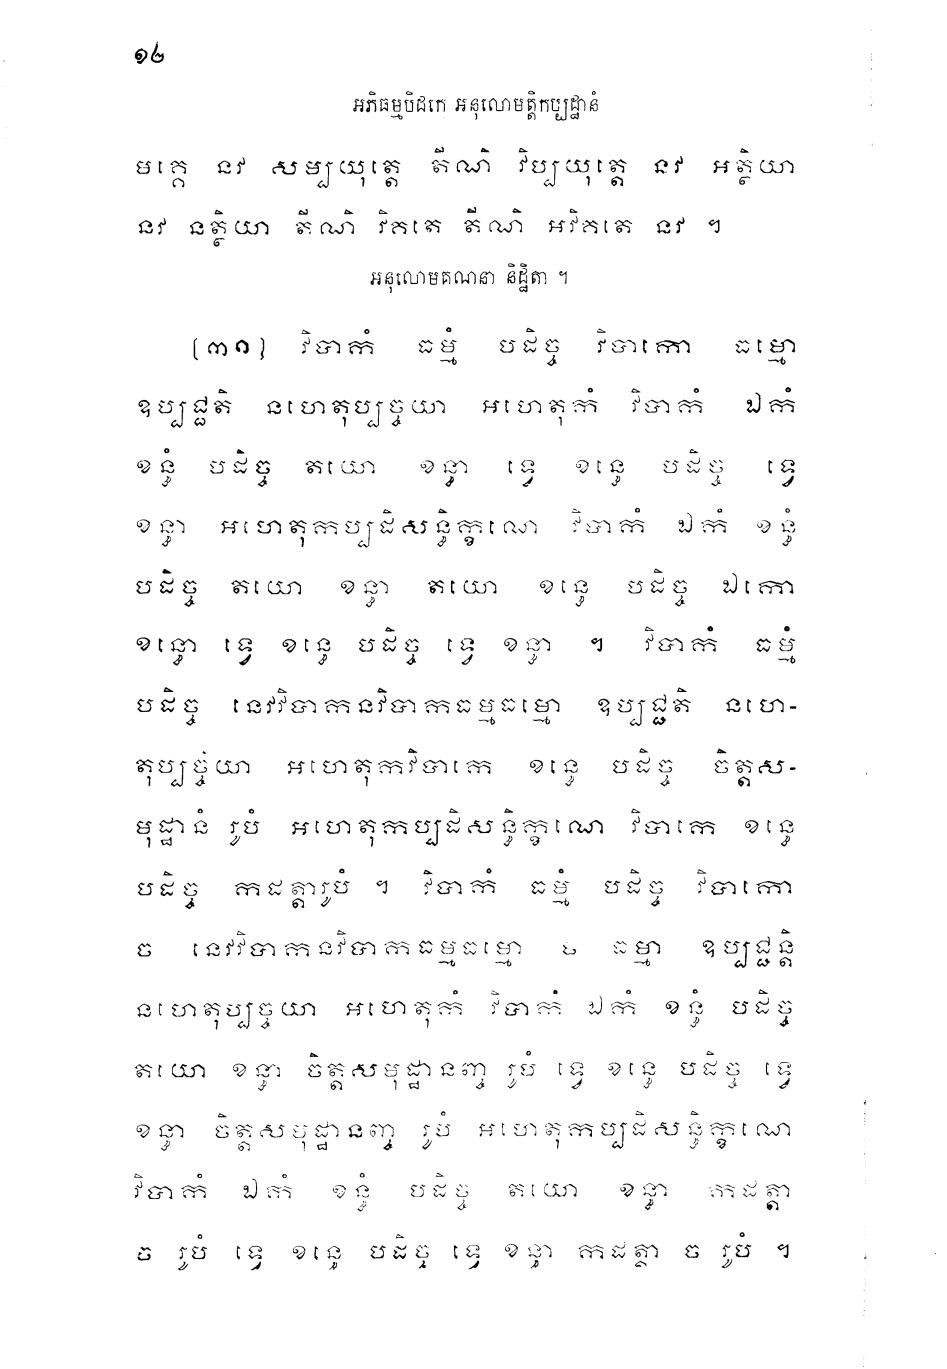 ១២
អភិធម្មបិដកេ អនុលោមត្តិកប្បដ្ឋានំ
មគ្គេ នវ សម្បយុត្តេ តីណិ វិប្បយុត្តេ នវ អត្ថិយា
នវ នត្ថិយា តីណិ វិគតេ តីណិ អវិគតេ នវ ។
អនុលោមគណនា និដ្ឋិតា ។
(៣១) វិបាកំ ធម្មំ បដិច្ច វិបាកោ ធម្មោ
ឧប្បជ្ជតិ នហេតុប្បច្ចយា អហេតុកំ វិបាកំ ឯកំ
ខន្ធំ បដិច្ច តយោ ខន្ធា ទ្វេ ខន្ធេ បដិច្ច ទ្វេ
ខន្ធា អហេតុកប្បដិសន្ធិក្ខណេ វិបាកំ ឯកំ ខន្ធំ
បដិច្ច តយោ ខន្ធា តយោ ខន្ធេ បដិច្ច ឯកោ
ខន្ធោ ទ្វេ ខន្ធេ បដិច្ច ទ្វេ ខន្ធា ។ វិបាកំ ធម្មំ
បដិច្ច នេវវិបាកនវិបាកធម្មធម្មោ ឧប្បជ្ជតិ នហេ-
តុប្បច្ចយា អហេតុកវិបាកេ ខន្ធេ បដិច្ច ចិត្តស-
មុដ្ឋានំ រូបំ អហេតុកប្បដិសន្ធិក្ខណេ វិបាកេ ខន្ធេ
បដិច្ច កដត្តារូបំ ។ វិបាកំ ធម្មំ បដិច្ច វិបាកោ
ច នេវវិបាកនវិបាកធម្មធម្មោ ច ធម្មា ឧប្បជ្ជន្តិ
នហេតុប្បច្ចយា អហេតុកំ វិបាកំ ឯកំ ខន្ធំ បដិច្ច
តយោ ខន្ធា ចិត្តសមុដ្ឋានញ្ច រូបំ ទ្វេ ខន្ធេ បដិច្ច ទ្វេ
ខន្ធា ចិត្តសមុដ្ឋានញ្ច រូបំ អហេតុកប្បដិសន្ធិក្ខណេ
វិបាកំ ឯកំ ខន្ធំ បដិច្ច តយោ ខន្ធា កដត្តា
ច រូបំ ទ្វេ ខន្ធេ បដិច្ច ទ្វេ ខន្ធា កដត្តា ច រូបំ ។